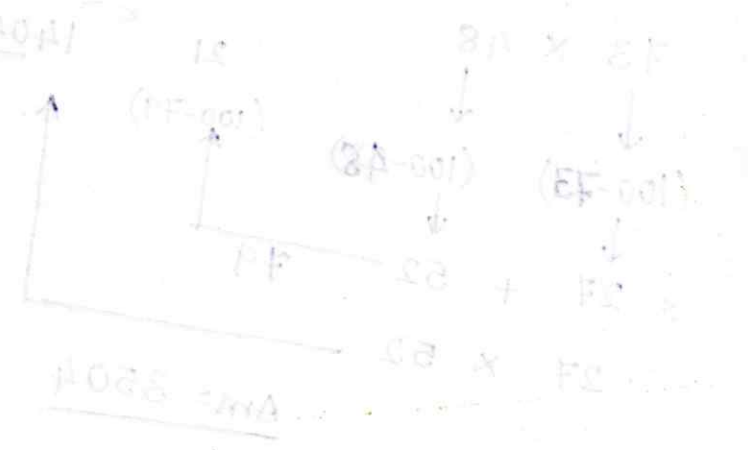 73 × 48 21 1404
(100-73) (100-48) (100-79)
= 27 + 52 79
27 × 52
Ans = 3504